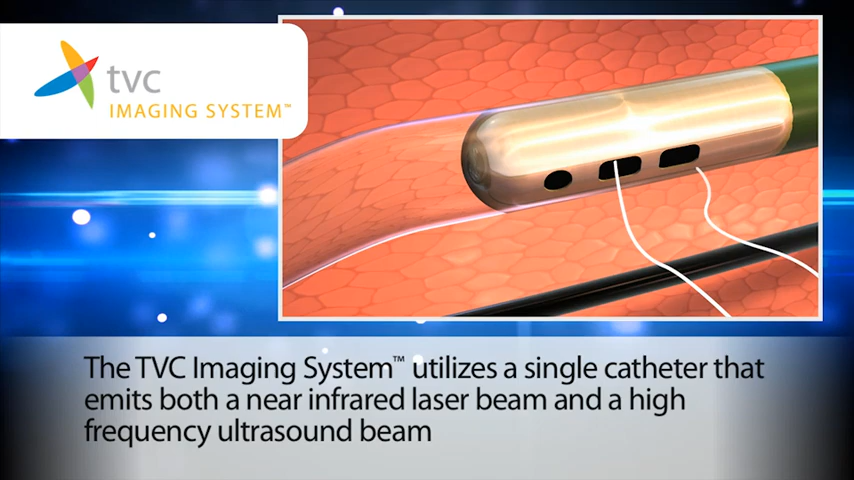 tvc
IMAGING SYSTEM™
The TVC Imaging System™ utilizes a single catheter that
emits both a near infrared laser beam and a high
frequency ultrasound beam